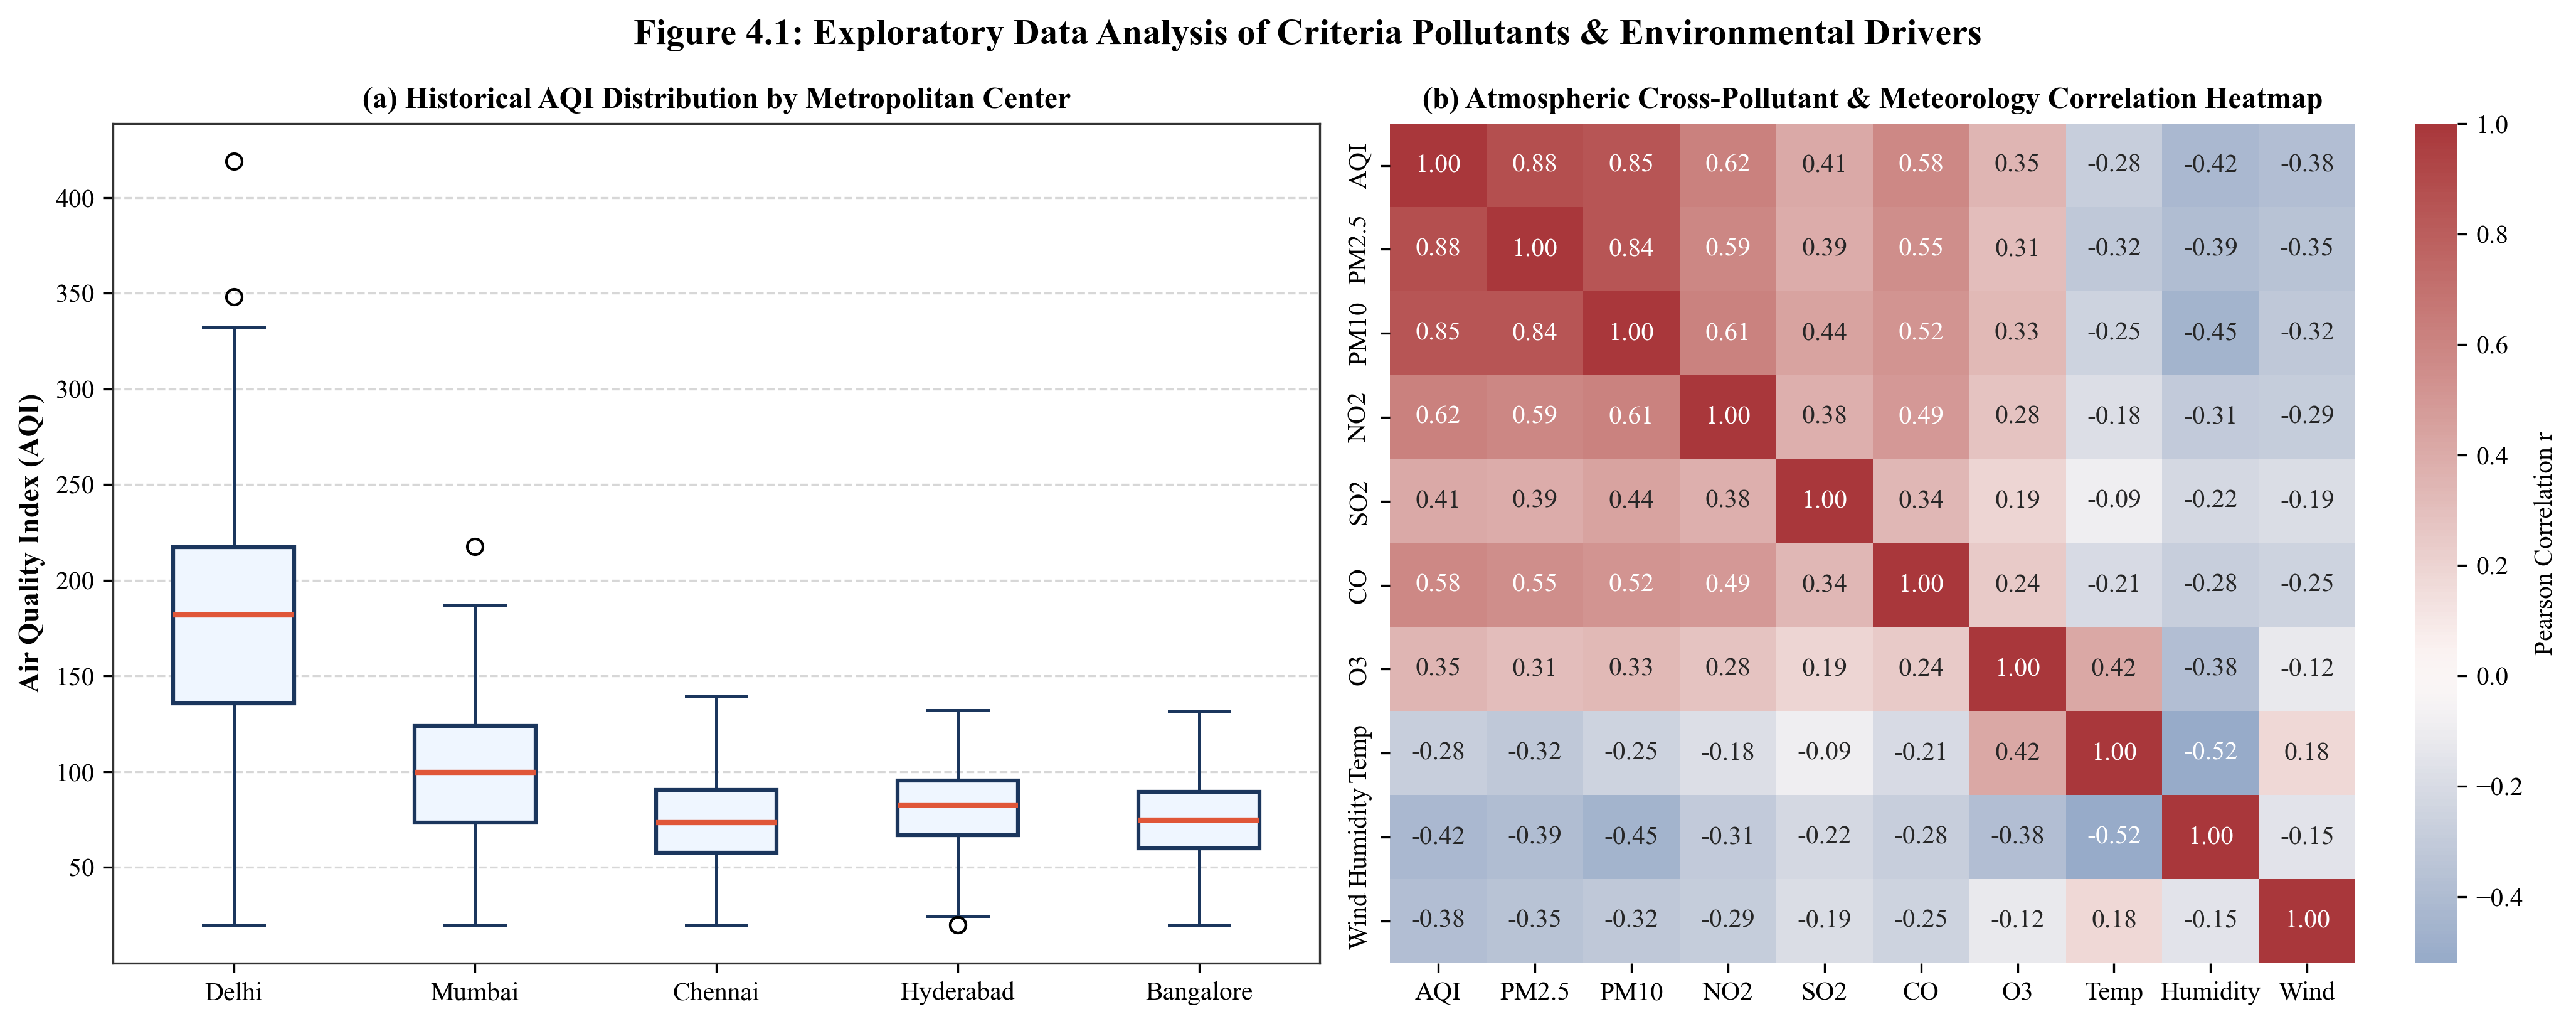 Figure 4.1: Exploratory Data Analysis of Criteria Pollutants & Environmental Drivers
(a) Historical AQI Distribution by Metropolitan Center
Air Quality Index (AQI)
400
350
300
250
200
150
100
50
Delhi Mumbai Chennai Hyderabad Bangalore
(b) Atmospheric Cross-Pollutant & Meteorology Correlation Heatmap
AQI 1.00 0.88 0.85 0.62 0.41 0.58 0.35 -0.28 -0.42 -0.38
PM2.5 0.88 1.00 0.84 0.59 0.39 0.55 0.31 -0.32 -0.39 -0.35
PM10 0.85 0.84 1.00 0.61 0.44 0.52 0.33 -0.25 -0.45 -0.32
NO2 0.62 0.59 0.61 1.00 0.38 0.49 0.28 -0.18 -0.31 -0.29
SO2 0.41 0.39 0.44 0.38 1.00 0.34 0.19 -0.09 -0.22 -0.19
CO 0.58 0.55 0.52 0.49 0.34 1.00 0.24 -0.21 -0.28 -0.25
O3 0.35 0.31 0.33 0.28 0.19 0.24 1.00 0.42 -0.38 -0.12
Temp -0.28 -0.32 -0.25 -0.18 -0.09 -0.21 0.42 1.00 -0.52 0.18
Humidity -0.42 -0.39 -0.45 -0.31 -0.22 -0.28 -0.38 -0.52 1.00 -0.15
Wind -0.38 -0.35 -0.32 -0.29 -0.19 -0.25 -0.12 0.18 -0.15 1.00
AQI PM2.5 PM10 NO2 SO2 CO O3 Temp Humidity Wind
1.0
0.8
0.6
0.4
0.2
0.0
−0.2
−0.4
Pearson Correlation r